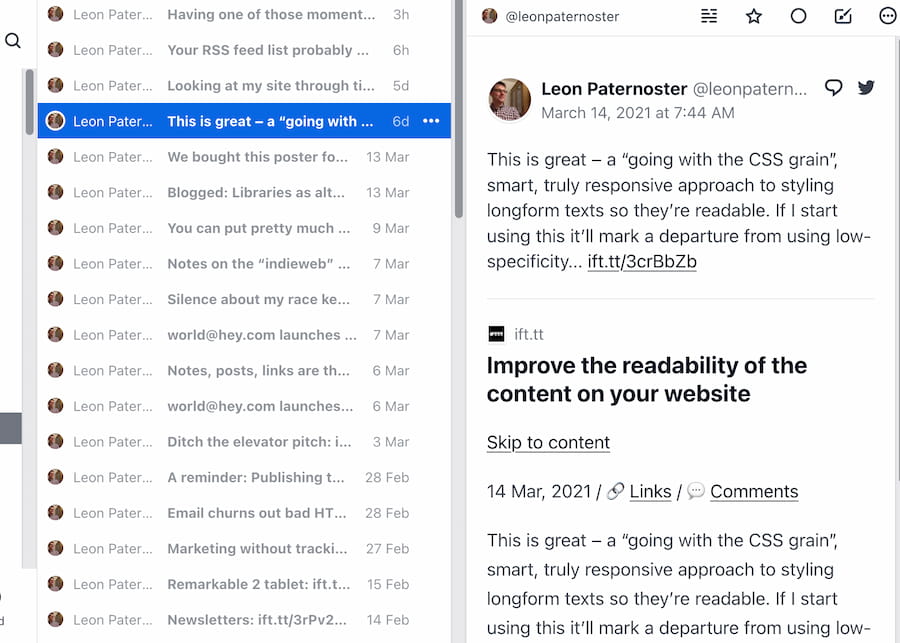 Leon Pater... Having one of those moment... 3h
Leon Pater... Your RSS feed list probably ... 6h
Leon Pater... Looking at my site through ti... 5d
Leon Pater... This is great – a “going with ... 6d
Leon Pater... We bought this poster fo... 13 Mar
Leon Pater... Blogged: Libraries as alt... 13 Mar
Leon Pater... You can put pretty much ... 9 Mar
Leon Pater... Notes on the “indieweb” ... 7 Mar
Leon Pater... Silence about my race ke... 7 Mar
Leon Pater... world@hey.com launches ... 7 Mar
Leon Pater... Notes, posts, links are th... 6 Mar
Leon Pater... world@hey.com launches... 6 Mar
Leon Pater... Ditch the elevator pitch: i... 3 Mar
Leon Pater... A reminder: Publishing t... 28 Feb
Leon Pater... Email churns out bad HT... 28 Feb
Leon Pater... Marketing without tracki... 27 Feb
Leon Pater... Remarkable 2 tablet: ift.t... 15 Feb
Leon Pater... Newsletters: ift.tt/3rPv2... 14 Feb
@leonpaternoster
Leon Paternoster @leonpatern...
March 14, 2021 at 7:44 AM
This is great – a “going with the CSS grain”,
smart, truly responsive approach to styling
longform texts so they’re readable. If I start
using this it’ll mark a departure from using low-
specificity... ift.tt/3crBbZb
ift.tt
Improve the readability of the
content on your website
Skip to content
14 Mar, 2021 / 🔗 Links / 💬 Comments
This is great – a “going with the CSS grain”,
smart, truly responsive approach to styling
longform texts so they’re readable. If I start
using this it’ll mark a departure from using low-